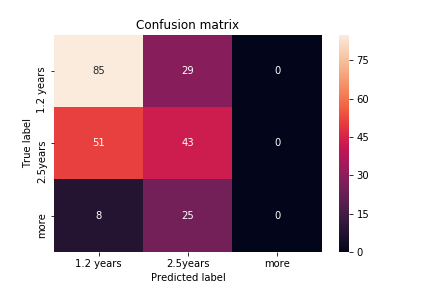 Confusion matrix
True label
1.2 years
2.5years
more
85 29 0
51 43 0
8 25 0
1.2 years 2.5years more
Predicted label
75
60
45
30
15
0